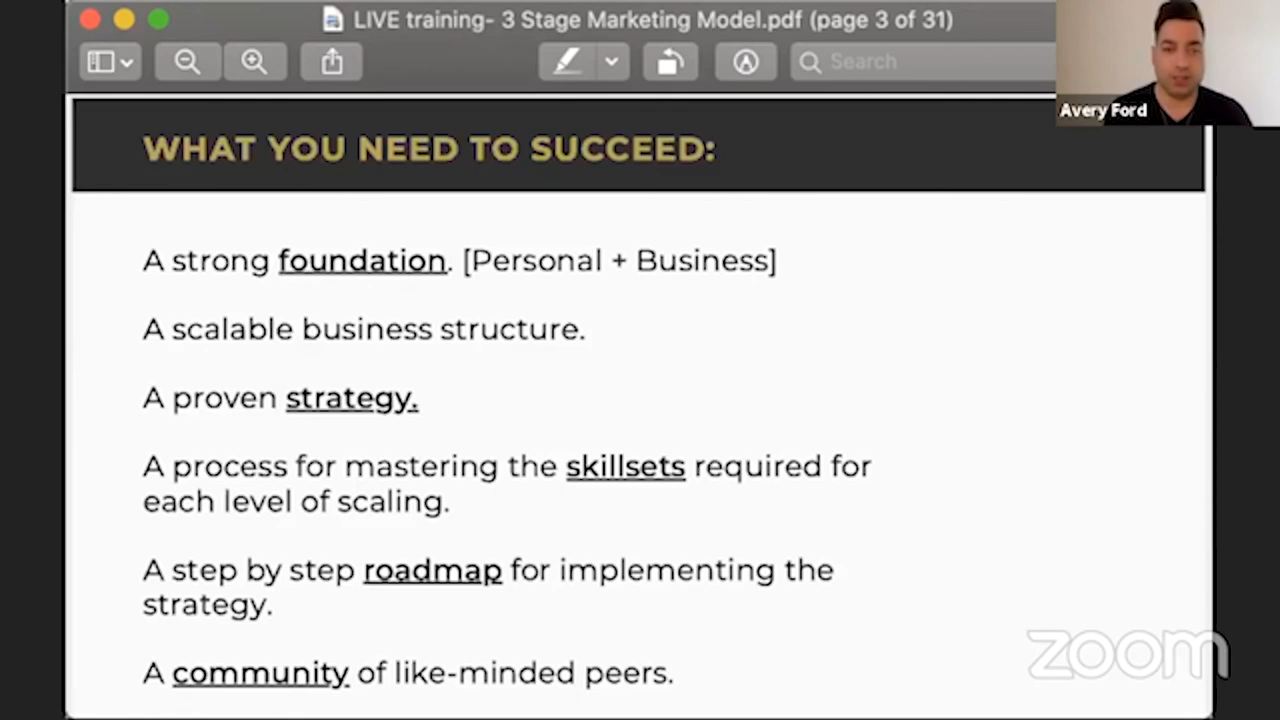 LIVE training- 3 Stage Marketing Model.pdf (page 3 of 31)
Search
Avery Ford
WHAT YOU NEED TO SUCCEED:
A strong foundation. [Personal + Business]
A scalable business structure.
A proven strategy.
A process for mastering the skillsets required for
each level of scaling.
A step by step roadmap for implementing the
strategy.
A community of like-minded peers.
zoom